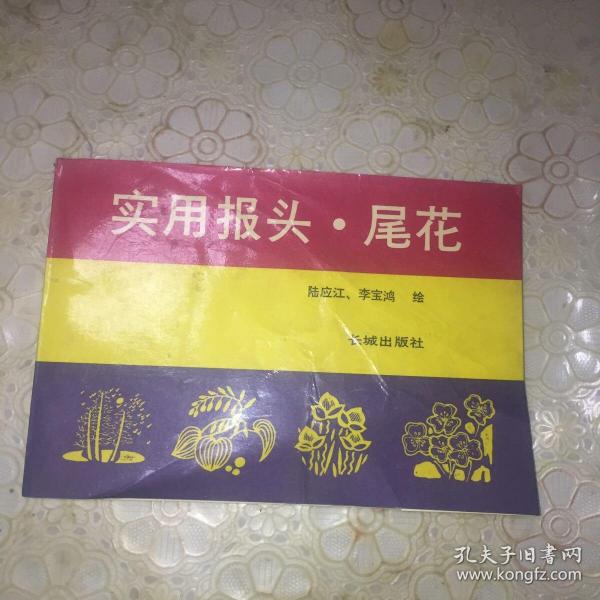 实用报头·尾花
陆应江、李宝鸿 绘
长城出版社
孔夫子旧书网
www.kongfz.com